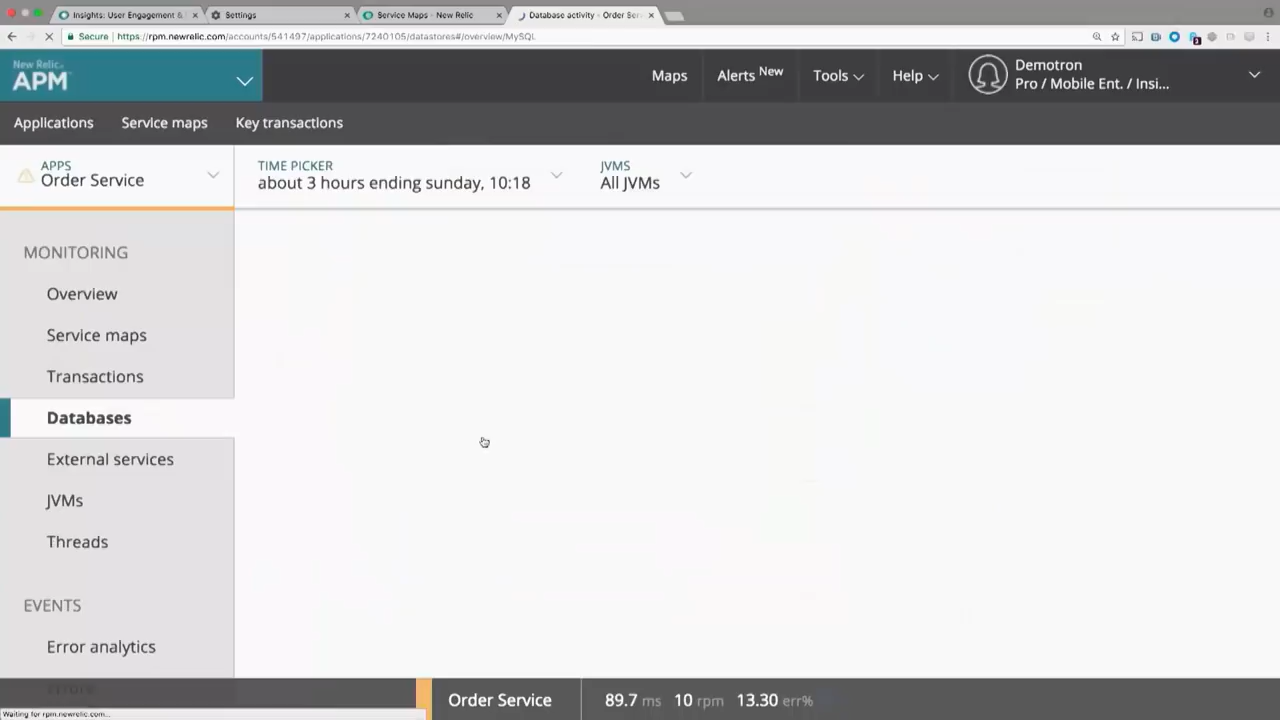 Insights: User Engagement &
Settings
Service Maps - New Relic
Database activity - Order Ser
Secure
https://rpm.newrelic.com/accounts/541497/applications/7240105/datastores#/overview/MySQL
New Relic
APM
Maps
Alerts New
Tools
Help
Demotron
Pro / Mobile Ent. / Insi...
Applications
Service maps
Key transactions
APPS
Order Service
TIME PICKER
about 3 hours ending sunday, 10:18
JVMS
All JVMs
MONITORING
Overview
Service maps
Transactions
Databases
External services
JVMs
Threads
EVENTS
Error analytics
Errors
Order Service
89.7 ms
10 rpm
13.30 err%
Waiting for rpm.newrelic.com...